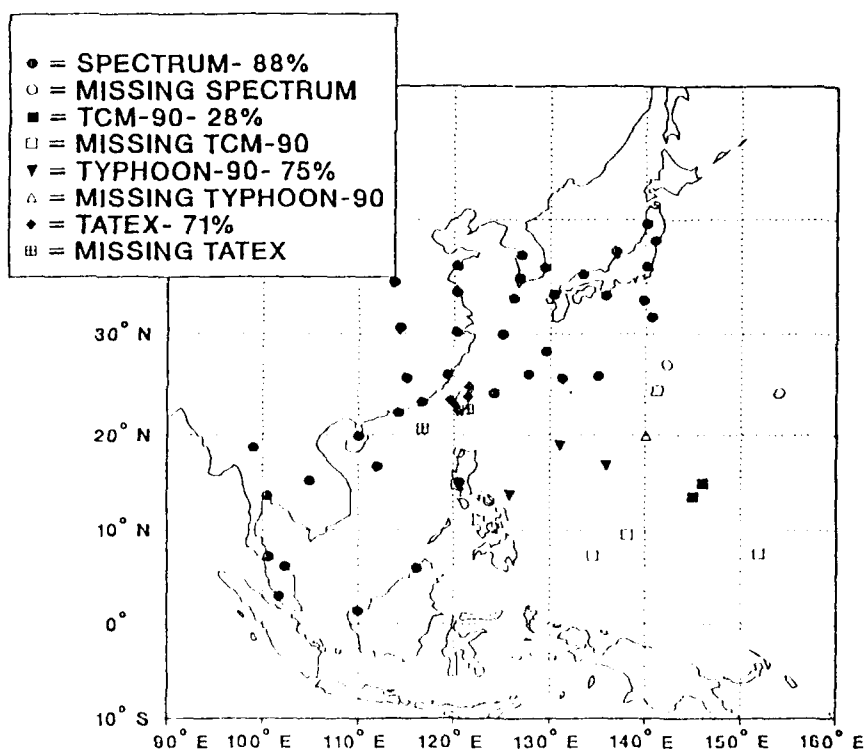 ● = SPECTRUM- 88%
○ = MISSING SPECTRUM
■ = TCM-90- 28%
□ = MISSING TCM-90
▼ = TYPHOON-90- 75%
△ = MISSING TYPHOON-90
◆ = TATEX- 71%
⊞ = MISSING TATEX
30° N
20° N
10° N
0°
10° S
90° E 100° E 110° E 120° E 130° E 140° E 150° E 160° E